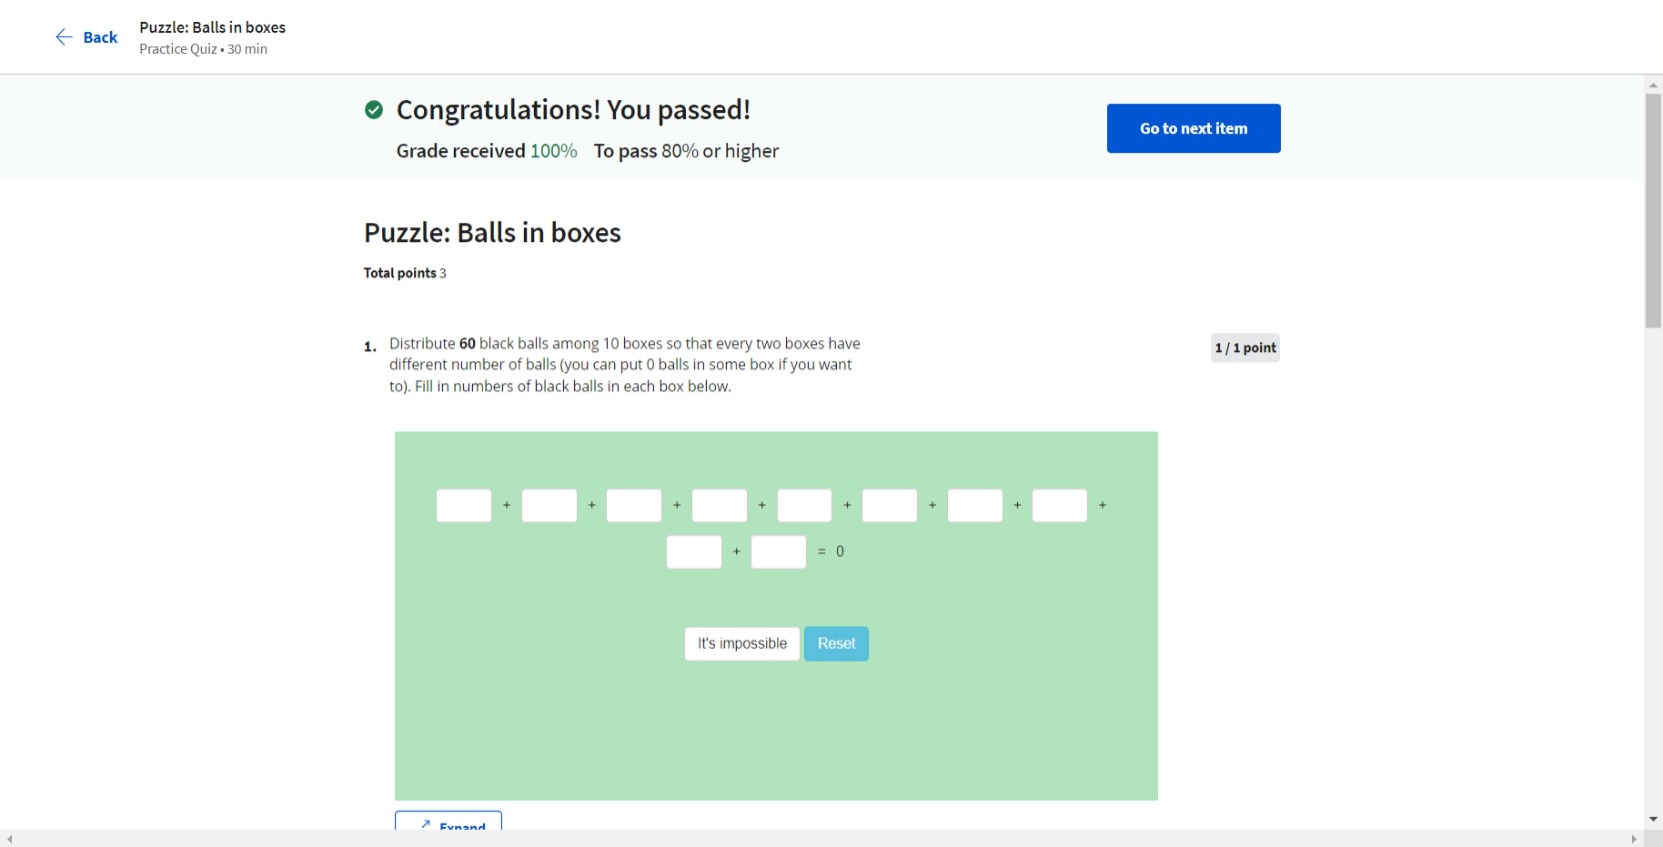 Back
Puzzle: Balls in boxes
Practice Quiz • 30 min
Congratulations! You passed!
Grade received 100% To pass 80% or higher
Go to next item
Puzzle: Balls in boxes
Total points 3
1. Distribute 60 black balls among 10 boxes so that every two boxes have
different number of balls (you can put 0 balls in some box if you want
to). Fill in numbers of black balls in each box below.
1 / 1 point
+ + + + + + + +
+ = 0
It's impossible Reset
Expand